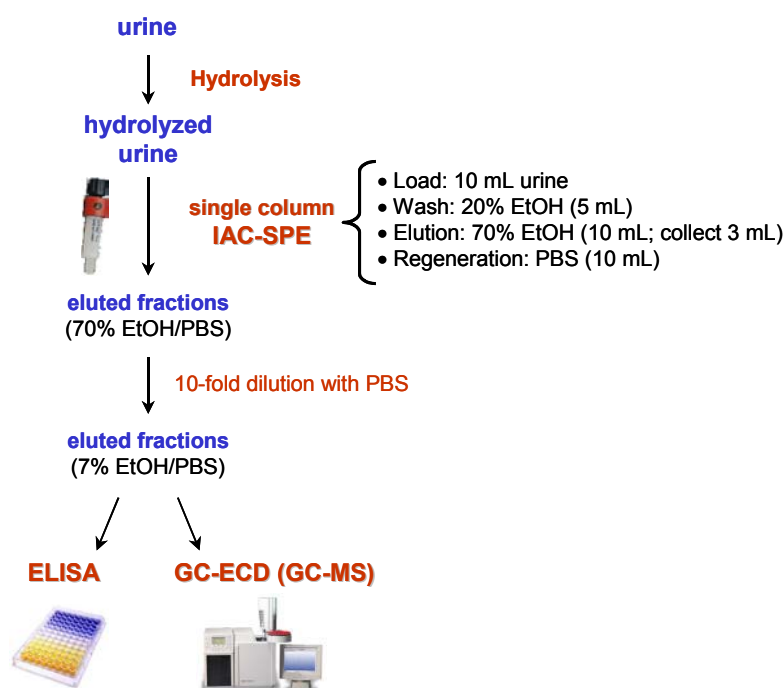 urine
Hydrolysis
hydrolyzed
urine
single column
IAC-SPE
• Load: 10 mL urine
• Wash: 20% EtOH (5 mL)
• Elution: 70% EtOH (10 mL; collect 3 mL)
• Regeneration: PBS (10 mL)
eluted fractions
(70% EtOH/PBS)
10-fold dilution with PBS
eluted fractions
(7% EtOH/PBS)
ELISA
GC-ECD (GC-MS)